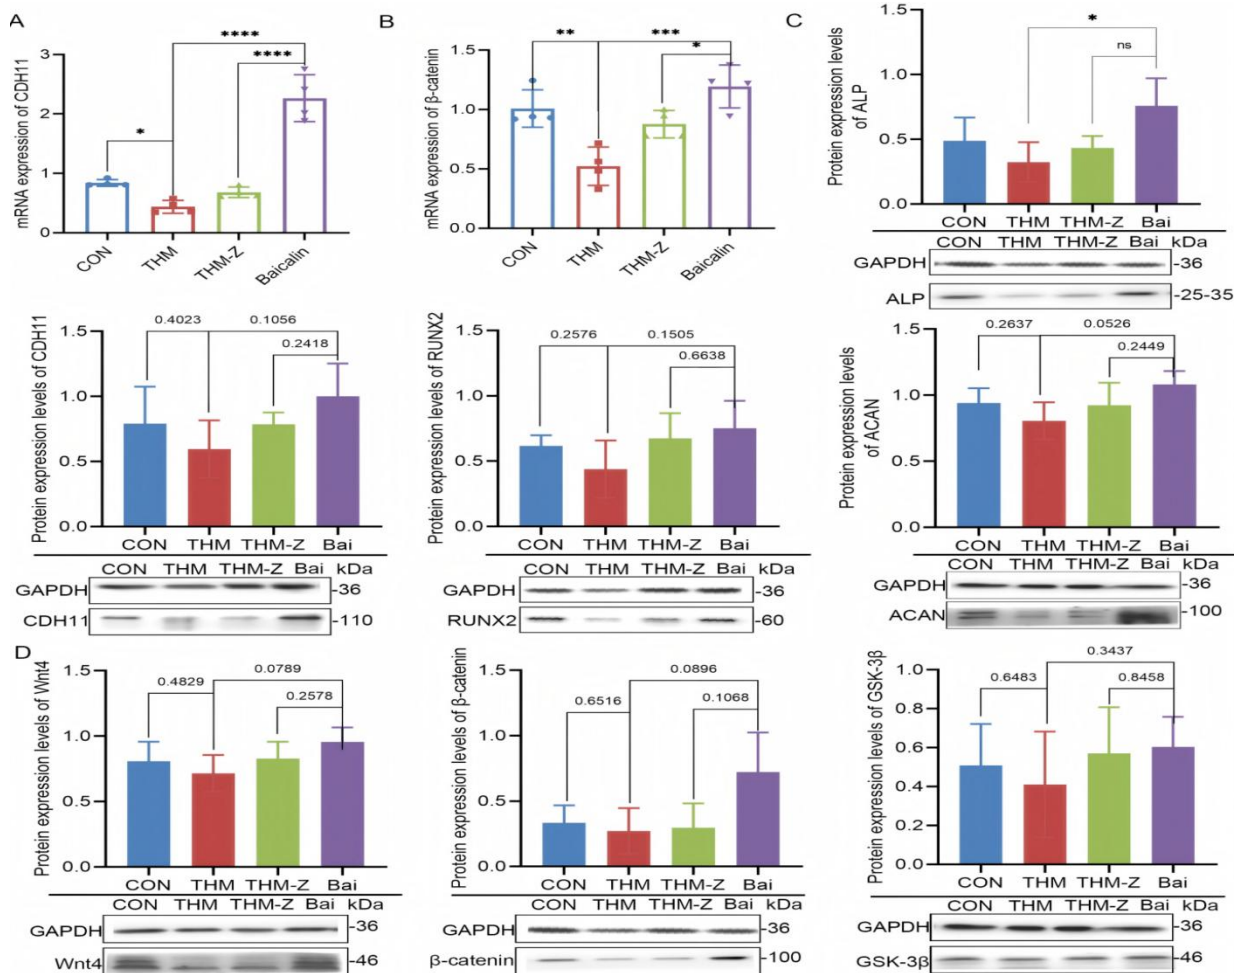 A
mRNA expression of CDH11
3
2
1
0
*
****
****
CON
THM
THM-Z
Baicalin
B
mRNA expression of β-catenin
1.5
1.0
0.5
0.0
**
***
*
CON
THM
THM-Z
Baicalin
C
Protein expression levels
of ALP
1.5
1.0
0.5
0.0
*
ns
CON THM THM-Z Bai
CON THM THM-Z Bai kDa
GAPDH -36
ALP -25-35
Protein expression levels of CDH11
1.5
1.0
0.5
0.0
0.4023 0.1056
0.2418
CON THM THM-Z Bai
CON THM THM-Z Bai kDa
GAPDH -36
CDH11 -110
Protein expression levels of RUNX2
1.5
1.0
0.5
0.0
0.2576 0.1505
0.6638
CON THM THM-Z Bai
CON THM THM-Z Bai kDa
GAPDH -36
RUNX2 -60
Protein expression levels
of ACAN
1.5
1.0
0.5
0.0
0.2637 0.0526
0.2449
CON THM THM-Z Bai
CON THM THM-Z Bai kDa
GAPDH -36
ACAN -100
D
Protein expression levels of Wnt4
1.5
1.0
0.5
0.0
0.4829 0.0789
0.2578
CON THM THM-Z Bai
CON THM THM-Z Bai kDa
GAPDH -36
Wnt4 -46
Protein expression levels of β-catenin
1.5
1.0
0.5
0.0
0.6516 0.0896
0.1068
CON THM THM-Z Bai
CON THM THM-Z Bai kDa
GAPDH -36
β-catenin -100
Protein expression levels of GSK-3β
1.0
0.8
0.6
0.4
0.2
0.0
0.3437
0.6483 0.8458
CON THM THM-Z Bai
CON THM THM-Z Bai kDa
GAPDH -36
GSK-3β -46